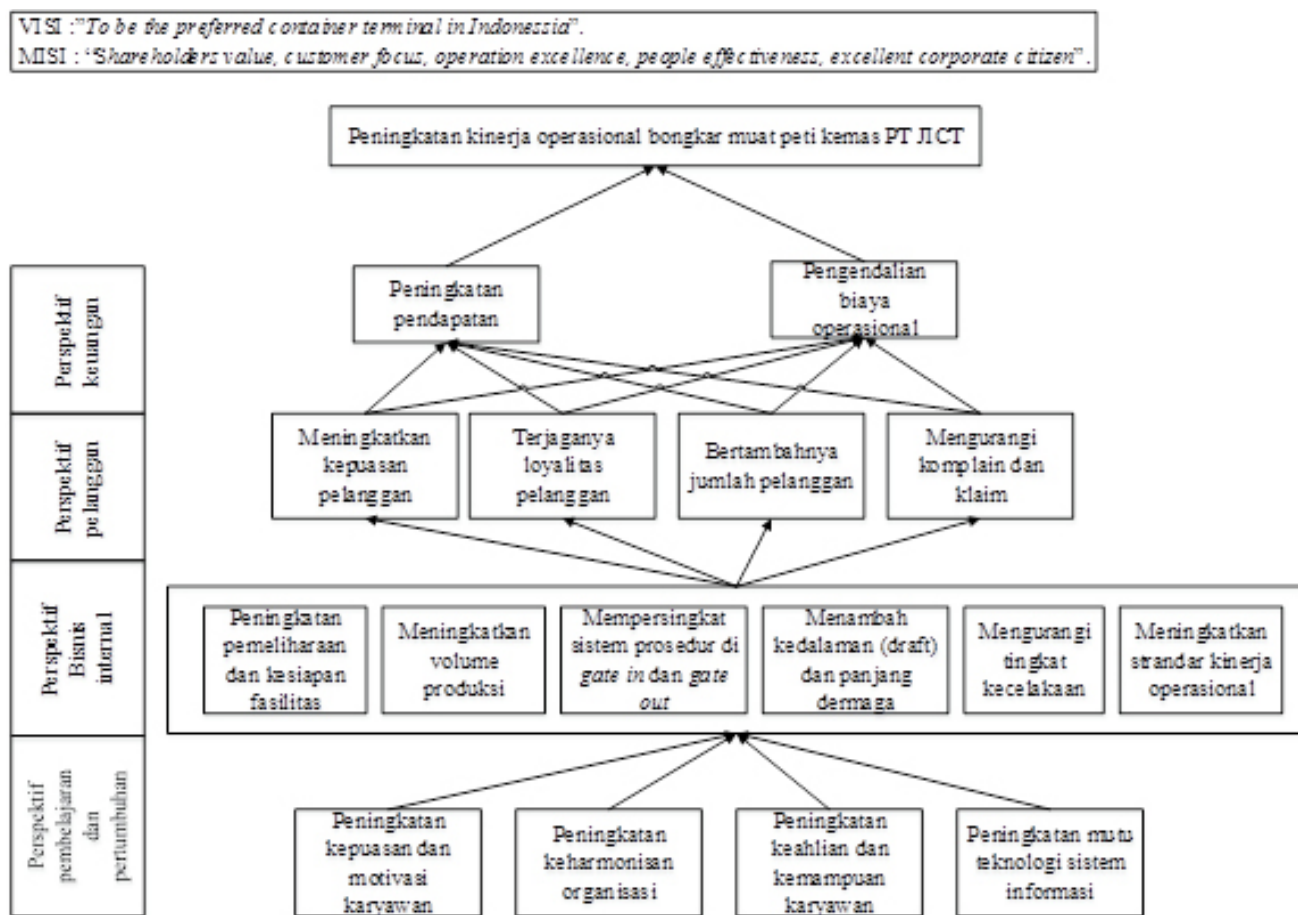 VISI :”To be the preferred container terminal in Indonessia”.
MISI : “Shareholders value, customer focus, operation excellence, people effectiveness, excellent corporate citizen” .
Peningkatan kinerja operasional bongkar muat peti kemas PT JICT
Perspektif
keuangan
Peningkatan
pendapatan
Pengendalian
biaya
operasional
Perspektif
pelanggan
Meningkatkan
kepuasan
pelanggan
Terjaganya
loyalitas
pelanggan
Bertambahnya
jumlah pelanggan
Mengurangi
komplain dan
klaim
Perspektif
Bisnis
internal
Peningkatan
pemeliharaan
dan kesiapan
fasilitas
Meningkatkan
volume
produksi
Mempersingkat
sistem prosedur di
gate in dan gate
out
Menambah
kedalaman (draft)
dan panjang
dermaga
Mengurangi
tingkat
kecelakaan
Meningkatkan
strandar kinerja
operasional
Perspektif
pembelajaran
dan
pertumbuhan
Peningkatan
kepuasan dan
motivasi
karyawan
Peningkatan
keharmonisan
organisasi
Peningkatan
keahlian dan
kemampuan
karyawan
Peningkatan mutu
teknologi sistem
informasi